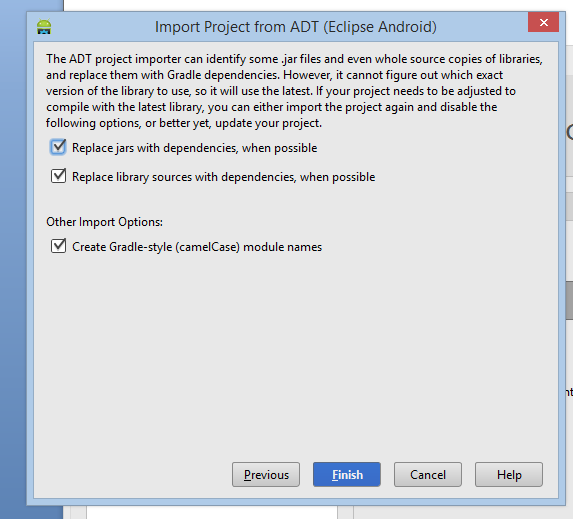 Import Project from ADT (Eclipse Android)
The ADT project importer can identify some .jar files and even whole source copies of libraries,
and replace them with Gradle dependencies. However, it cannot figure out which exact
version of the library to use, so it will use the latest. If your project needs to be adjusted to
compile with the latest library, you can either import the project again and disable the
following options, or better yet, update your project.
Replace jars with dependencies, when possible
Replace library sources with dependencies, when possible
Other Import Options:
Create Gradle-style (camelCase) module names
Previous Finish Cancel Help